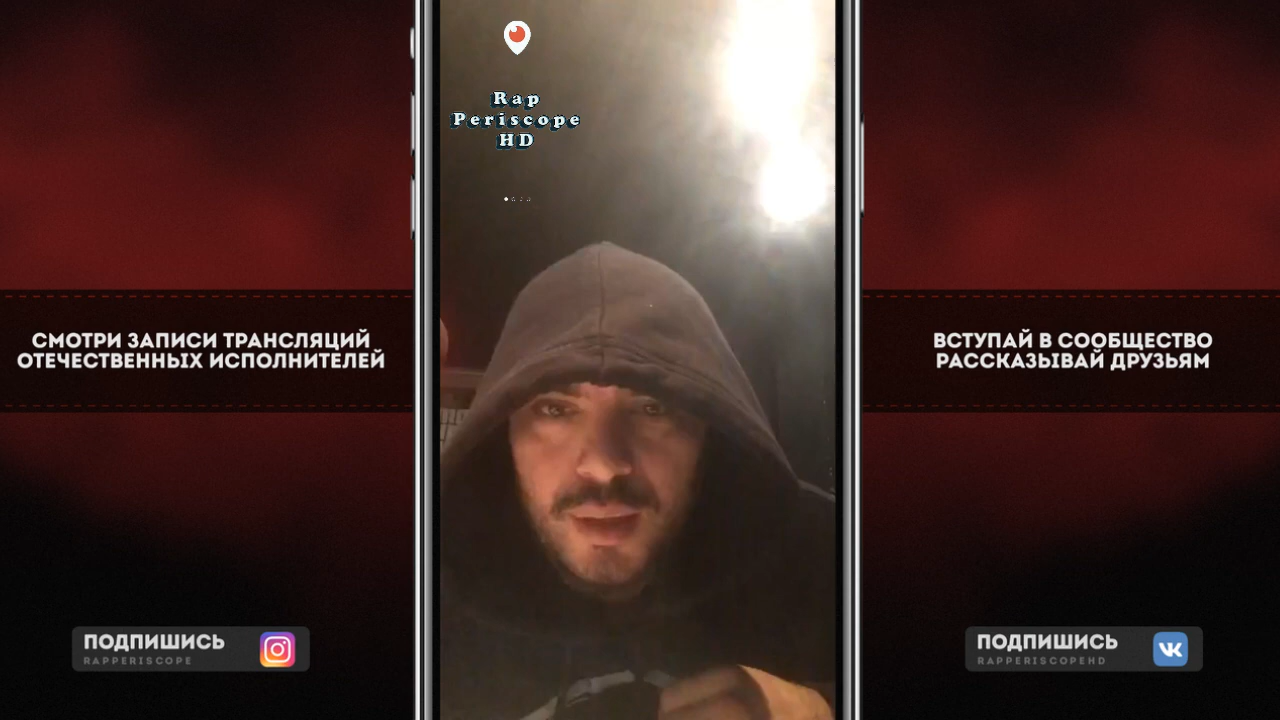 Rap
Periscope
HD
СМОТРИ ЗАПИСИ ТРАНСЛЯЦИЙ
ОТЕЧЕСТВЕННЫХ ИСПОЛНИТЕЛЕЙ
ВСТУПАЙ В СООБЩЕСТВО
РАССКАЗЫВАЙ ДРУЗЬЯМ
ПОДПИШИСЬ
RAPPERISCOPE
ПОДПИШИСЬ
RAPPERISCOPEHD